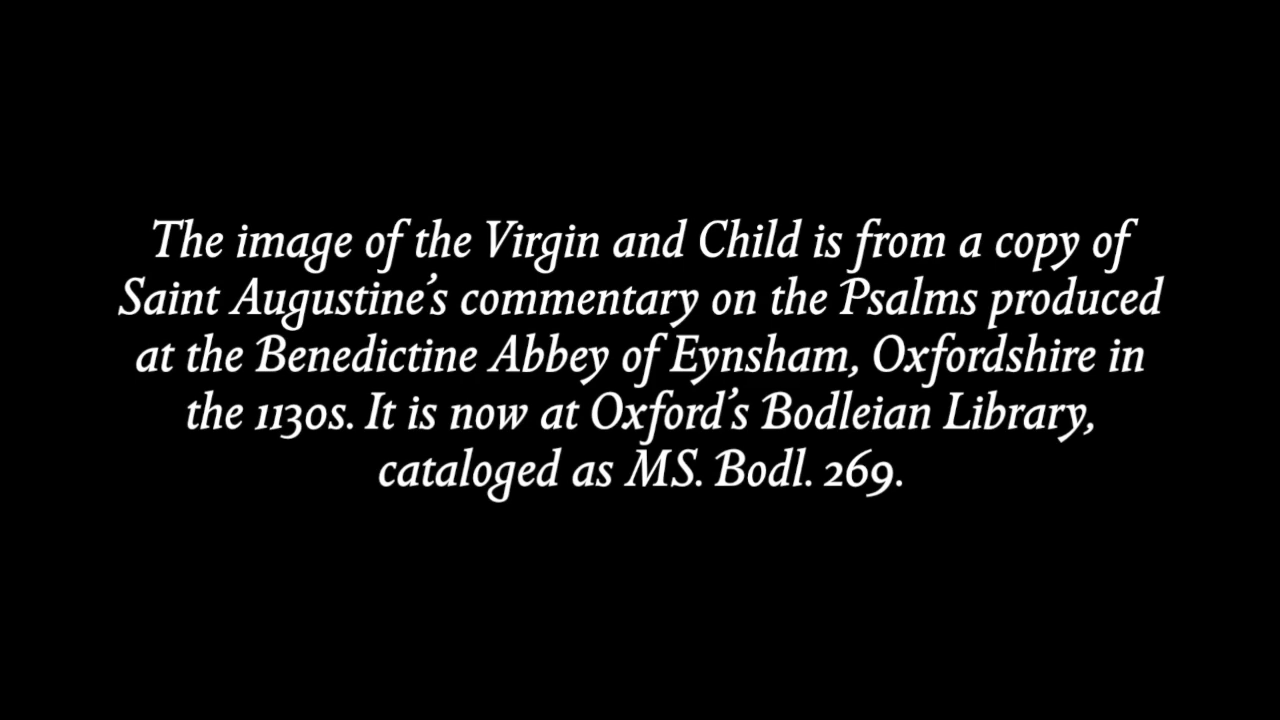 The image of the Virgin and Child is from a copy of
Saint Augustine’s commentary on the Psalms produced
at the Benedictine Abbey of Eynsham, Oxfordshire in
the 1130s. It is now at Oxford’s Bodleian Library,
cataloged as MS. Bodl. 269.